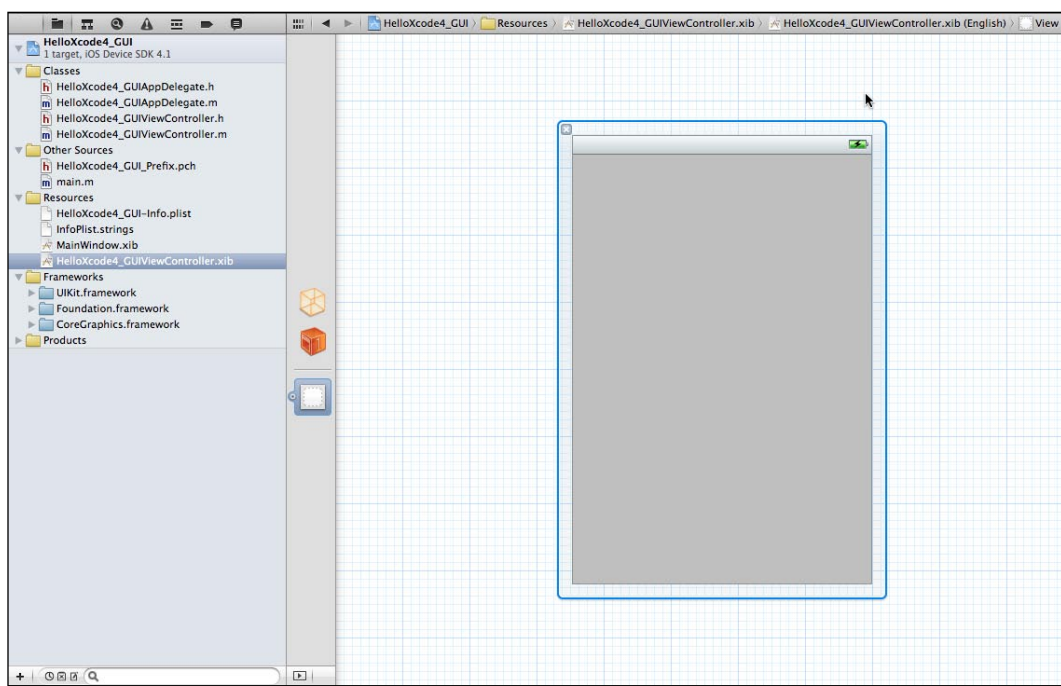 HelloXcode4_GUI
Resources
HelloXcode4_GUIViewController.xib
HelloXcode4_GUIViewController.xib (English)
View
HelloXcode4_GUI
1 target, iOS Device SDK 4.1
Classes
h HelloXcode4_GUIAppDelegate.h
m HelloXcode4_GUIAppDelegate.m
h HelloXcode4_GUIViewController.h
m HelloXcode4_GUIViewController.m
Other Sources
h HelloXcode4_GUI_Prefix.pch
m main.m
Resources
HelloXcode4_GUI-Info.plist
InfoPlist.strings
MainWindow.xib
HelloXcode4_GUIViewController.xib
Frameworks
UIKit.framework
Foundation.framework
CoreGraphics.framework
Products